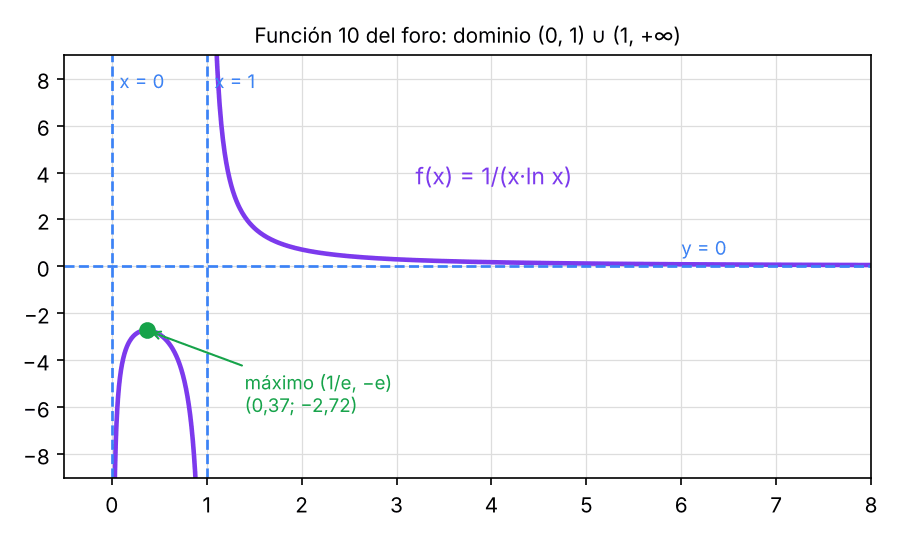 Función 10 del foro: dominio (0, 1) ∪ (1, +∞)
8
x = 0
x = 1
6
4
f(x) = 1/(x·ln x)
2
y = 0
0
−2
−4
máximo (1/e, −e)
(0,37; −2,72)
−6
−8
0 1 2 3 4 5 6 7 8